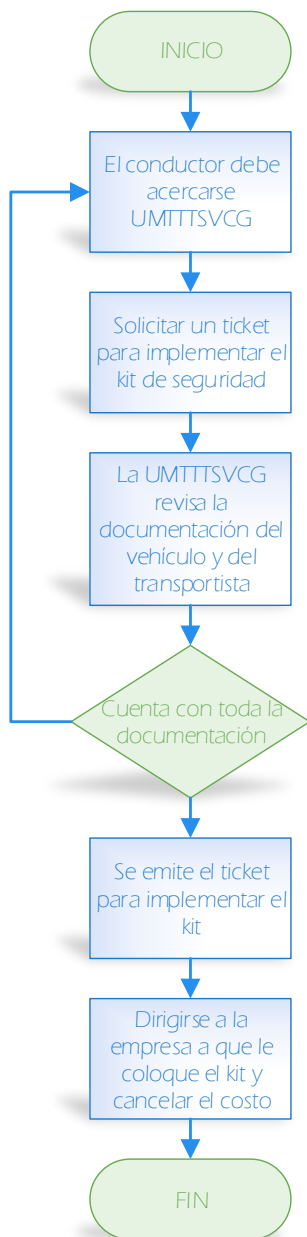 INICIO
El conductor debe
acercarse
UMTTTSVCG
Solicitar un ticket
para implementar el
kit de seguridad
La UMTTTSVCG
revisa la
documentación del
vehículo y del
transportista
Cuenta con toda la
documentación
Se emite el ticket
para implementar el
kit
Dirigirse a la
empresa a que le
coloque el kit y
cancelar el costo
FIN